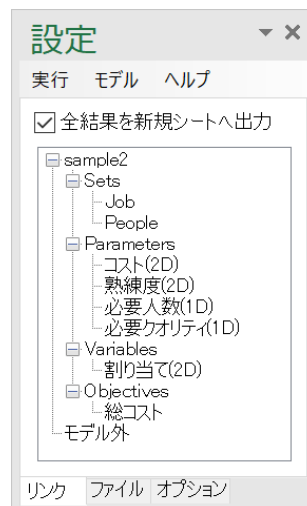 設定
実行 モデル ヘルプ
全結果を新規シートへ出力
sample2
Sets
Job
People
Parameters
コスト(2D)
熟練度(2D)
必要人数(1D)
必要クオリティ(1D)
Variables
割り当て(2D)
Objectives
総コスト
モデル外
リンク ファイル オプション